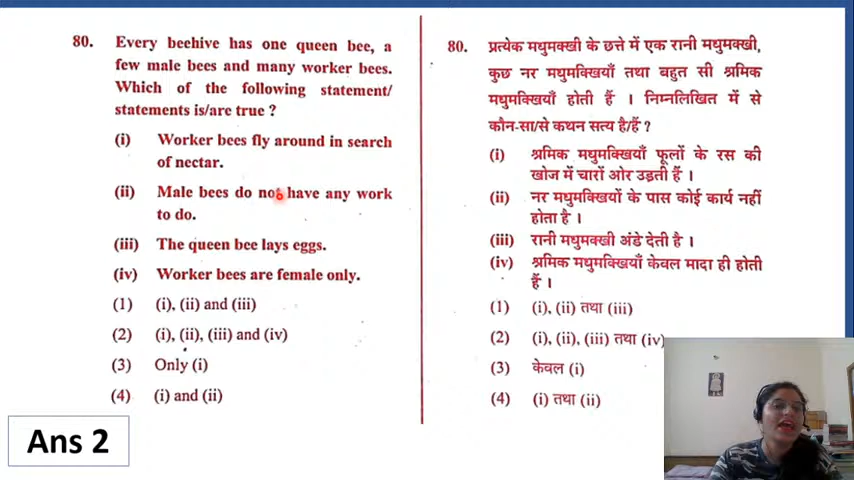 80. Every beehive has one queen bee, a
few male bees and many worker bees.
Which of the following statement/
statements is/are true ?
(i) Worker bees fly around in search
of nectar.
(ii) Male bees do not have any work
to do.
(iii) The queen bee lays eggs.
(iv) Worker bees are female only.
(1) (i), (ii) and (iii)
(2) (i), (ii), (iii) and (iv)
(3) Only (i)
(4) (i) and (ii)
Ans 2
80. प्रत्येक मधुमक्खी के छत्ते में एक रानी मधुमक्खी,
कुछ नर मधुमक्खियाँ तथा बहुत सी श्रमिक
मधुमक्खियाँ होती हैं । निम्नलिखित में से
कौन-सा/से कथन सत्य है/हैं ?
(i) श्रमिक मधुमक्खियाँ फूलों के रस की
खोज में चारों ओर उड़ती हैं ।
(ii) नर मधुमक्खियों के पास कोई कार्य नहीं
होता है ।
(iii) रानी मधुमक्खी अंडे देती है ।
(iv) श्रमिक मधुमक्खियाँ केवल मादा ही होती
हैं ।
(1) (i), (ii) तथा (iii)
(2) (i), (ii), (iii) तथा (iv)
(3) केवल (i)
(4) (i) तथा (ii)